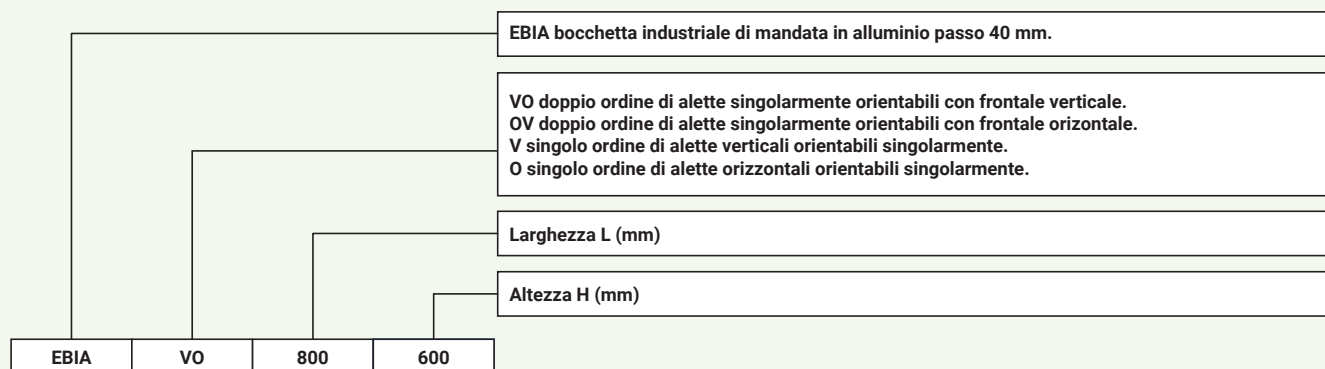 EBIA bocchetta industriale di mandata in alluminio passo 40 mm.
VO doppio ordine di alette singolarmente orientabili con frontale verticale.
OV doppio ordine di alette singolarmente orientabili con frontale orizontale.
V singolo ordine di alette verticali orientabili singolarmente.
O singolo ordine di alette orizzontali orientabili singolarmente.
Larghezza L (mm)
Altezza H (mm)
EBIA VO 800 600